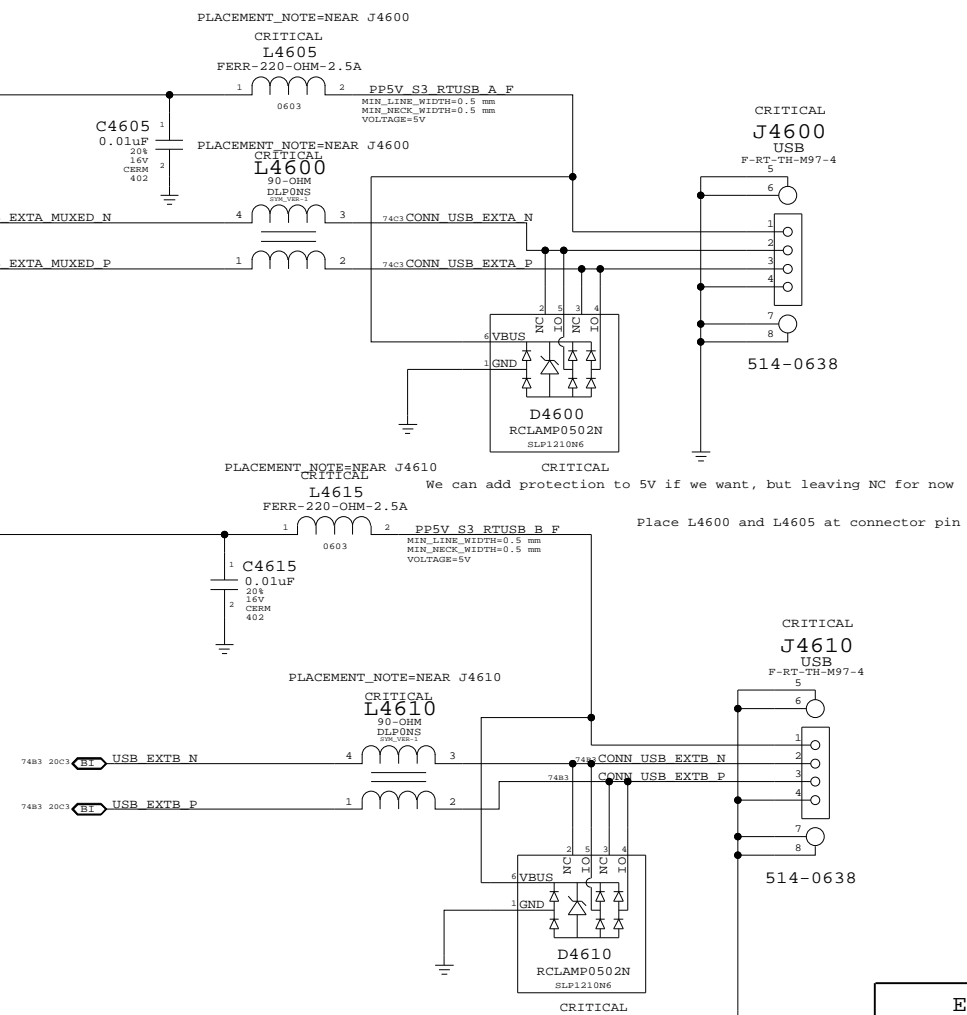 PLACEMENT_NOTE=NEAR J4600
CRITICAL
L4605
FERR-220-OHM-2.5A
1 2 PP5V_S3_RTUSB_A_F
0603
MIN_LINE_WIDTH=0.5 mm
MIN_NECK_WIDTH=0.5 mm
VOLTAGE=5V
C4605 1
0.01uF
20%
16V 2
CERM
402
PLACEMENT_NOTE=NEAR J4600
CRITICAL
L4600
90-OHM
DLP0NS
SYM_VER-1
EXTA_MUXED_N 4 3 74C3 CONN_USB_EXTA_N
EXTA_MUXED_P 1 2 74C3 CONN_USB_EXTA_P
CRITICAL
J4600
USB
F-RT-TH-M97-4
5
6
1
2
3
4
7
8
514-0638
2 5 3 4
NC IO NC IO
6 VBUS
1 GND
D4600
RCLAMP0502N
SLP1210N6
CRITICAL
We can add protection to 5V if we want, but leaving NC for now
Place L4600 and L4605 at connector pin
PLACEMENT_NOTE=NEAR J4610
CRITICAL
L4615
FERR-220-OHM-2.5A
1 2 PP5V_S3_RTUSB_B_F
0603
MIN_LINE_WIDTH=0.5 mm
MIN_NECK_WIDTH=0.5 mm
VOLTAGE=5V
1 C4615
0.01uF
20%
2 16V
CERM
402
PLACEMENT_NOTE=NEAR J4610
CRITICAL
L4610
90-OHM
DLP0NS
SYM_VER-1
74B3 20C3 BI USB_EXTB_N 4 3 74B3 CONN_USB_EXTB_N
74B3 20C3 BI USB_EXTB_P 1 2 74B3 CONN_USB_EXTB_P
CRITICAL
J4610
USB
F-RT-TH-M97-4
5
6
1
2
3
4
7
8
514-0638
2 5 3 4
NC IO NC IO
6 VBUS
1 GND
D4610
RCLAMP0502N
SLP1210N6
CRITICAL
E